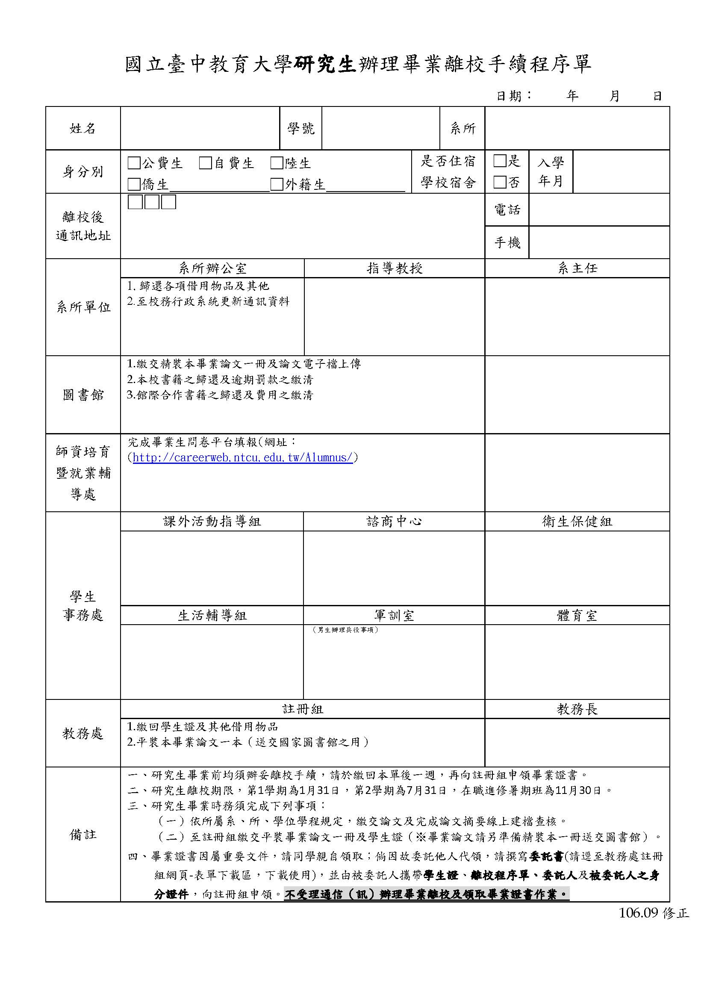 國立臺中教育大學研究生辦理畢業離校手續程序單
日期： 年 月 日
姓名
學號
系所
身分別
□公費生 □自費生 □陸生
□僑生______________□外籍生___________
是否住宿
學校宿舍
□是
□否
入學
年月
離校後
通訊地址
□□□
電話
手機
系所單位
系所辦公室
指導教授
系主任
1. 歸還各項借用物品及其他
2.至校務行政系統更新通訊資料
圖書館
1.繳交精裝本畢業論文一冊及論文電子檔上傳
2.本校書籍之歸還及逾期罰款之繳清
3.館際合作書籍之歸還及費用之繳清
師資培育
暨就業輔
導處
完成畢業生問卷平台填報(網址：
(http://careerweb.ntcu.edu.tw/Alumnus/)
學生
事務處
課外活動指導組
諮商中心
衛生保健組
生活輔導組
軍訓室
體育室
（男生辦理兵役事項）
教務處
註冊組
教務長
1.繳回學生證及其他借用物品
2.平裝本畢業論文一本（送交國家圖書館之用）
備註
一、研究生畢業前均須辦妥離校手續，請於繳回本單後一週，再向註冊組申領畢業證書。
二、研究生離校期限，第1學期為1月31日，第2學期為7月31日，在職進修暑期班為11月30日。
三、研究生畢業時務須完成下列事項：
（一）依所屬系、所、學位學程規定，繳交論文及完成論文摘要線上建檔查核。
（二）至註冊組繳交平裝畢業論文一冊及學生證（※畢業論文請另準備精裝本一冊送交圖書館）。
四、畢業證書因屬重要文件，請同學親自領取；倘因故委託他人代領，請撰寫委託書(請逕至教務處註冊
組網頁-表單下載區，下載使用)，並由被委託人攜帶學生證、離校程序單、委託人及被委託人之身
分證件，向註冊組申領。不受理通信（訊）辦理畢業離校及領取畢業證書作業。
106.09 修正